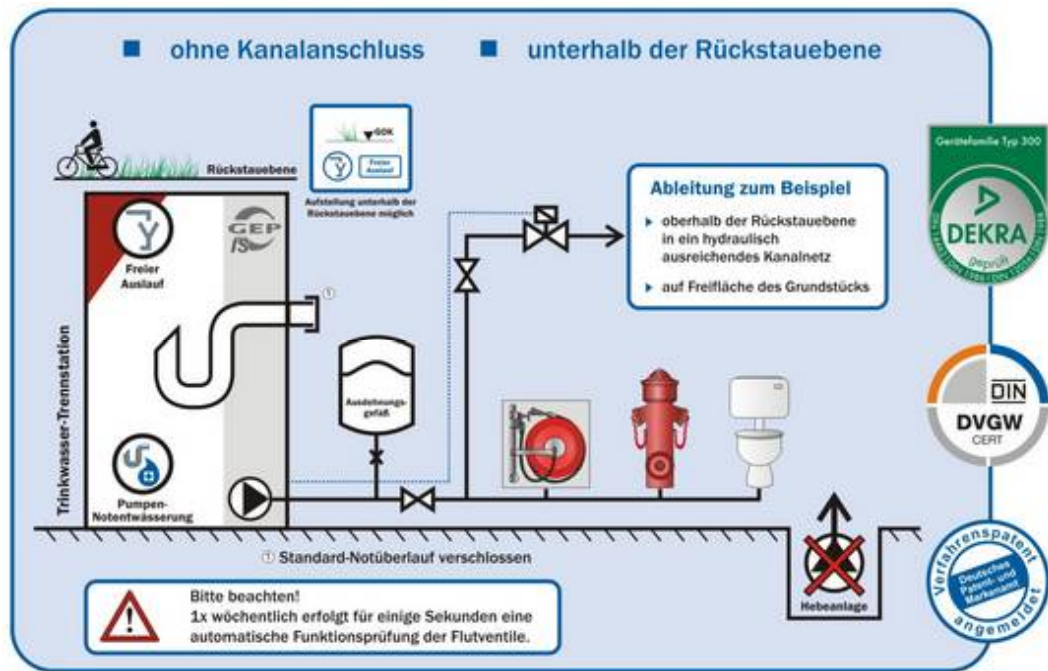 ohne Kanalanschluss
unterhalb der Rückstauebene
GOK
Freier
Auslauf
Aufstellung unterhalb der
Rückstauebene möglich
Rückstauebene
Freier
Auslauf
GEP
IS
①
Trinkwasser-Trennstation
Pumpen-
Notentwässerung
Ausdehnungs-
gefäß
Ableitung zum Beispiel
oberhalb der Rückstauebene
in ein hydraulisch
ausreichendes Kanalnetz
auf Freifläche des Grundstücks
① Standard-Notüberlauf verschlossen
Hebeanlage
Bitte beachten!
1x wöchentlich erfolgt für einige Sekunden eine
automatische Funktionsprüfung der Flutventile.
Gerätefamilie Typ 300
DEKRA
geprüft
DIN
DVGW
CERT
Verfahrenspatent
Deutsches
Patent- und
Markenamt
angemeldet